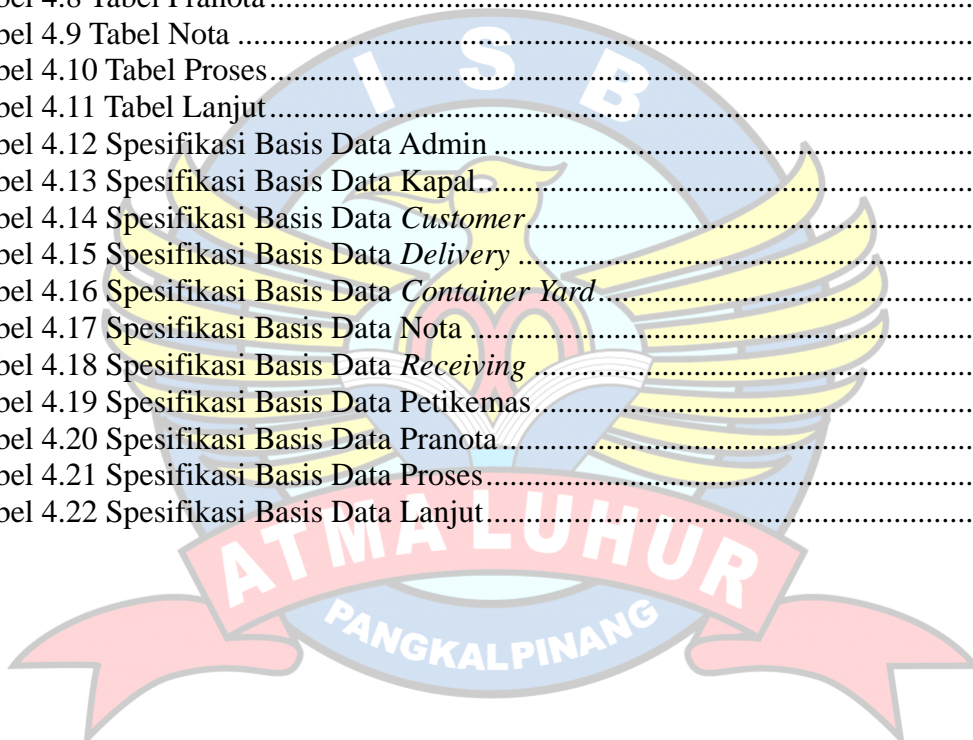 bel 4.8 Tabel Pranota................................................................
bel 4.9 Tabel Nota ................................................................
bel 4.10 Tabel Proses................................................................
bel 4.11 Tabel Lanjut................................................................
bel 4.12 Spesifikasi Basis Data Admin ................................................
bel 4.13 Spesifikasi Basis Data Kapal ................................................
bel 4.14 Spesifikasi Basis Data Customer................................................
bel 4.15 Spesifikasi Basis Data Delivery ................................................
bel 4.16 Spesifikasi Basis Data Container Yard........................................
bel 4.17 Spesifikasi Basis Data Nota ................................................
bel 4.18 Spesifikasi Basis Data Receiving ................................................
bel 4.19 Spesifikasi Basis Data Petikemas................................................
bel 4.20 Spesifikasi Basis Data Pranota................................................
bel 4.21 Spesifikasi Basis Data Proses................................................
bel 4.22 Spesifikasi Basis Data Lanjut................................................
I S B
ATMA LUHUR
PANGKALPINANG